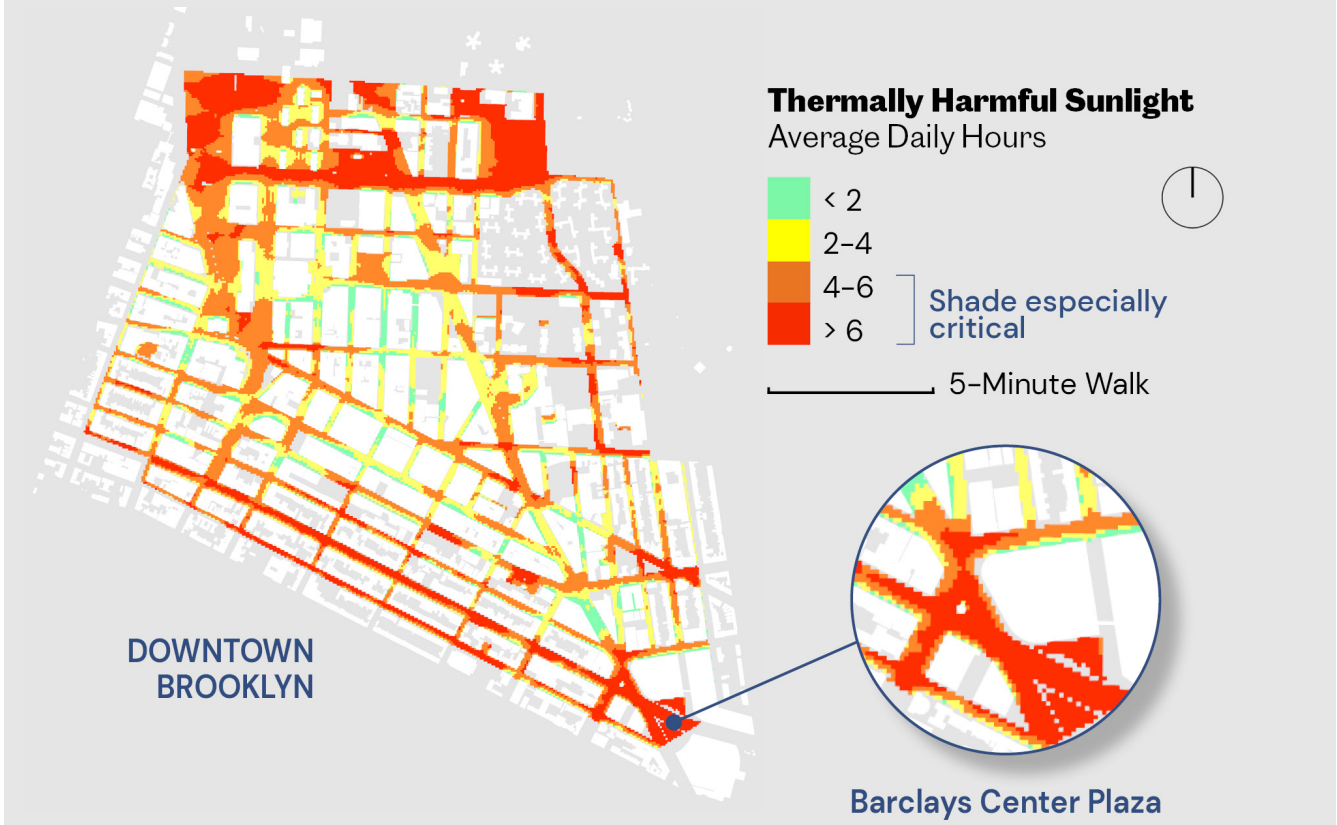 Thermally Harmful Sunlight
Average Daily Hours
< 2
2–4
4–6
> 6
Shade especially
critical
5–Minute Walk
DOWNTOWN
BROOKLYN
Barclays Center Plaza